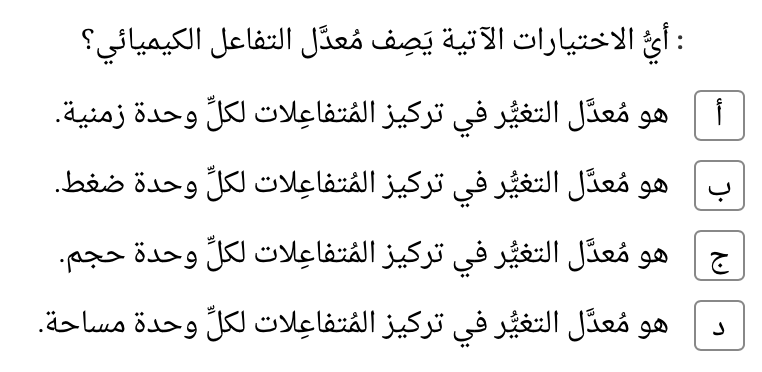 : أيُّ الاختيارات الآتية يَصِف مُعدَّل التفاعل الكيميائي؟
أ هو مُعدَّل التغيُّر في تركيز المُتفاعِلات لكلِّ وحدة زمنية.
ب هو مُعدَّل التغيُّر في تركيز المُتفاعِلات لكلِّ وحدة ضغط.
ج هو مُعدَّل التغيُّر في تركيز المُتفاعِلات لكلِّ وحدة حجم.
د هو مُعدَّل التغيُّر في تركيز المُتفاعِلات لكلِّ وحدة مساحة.